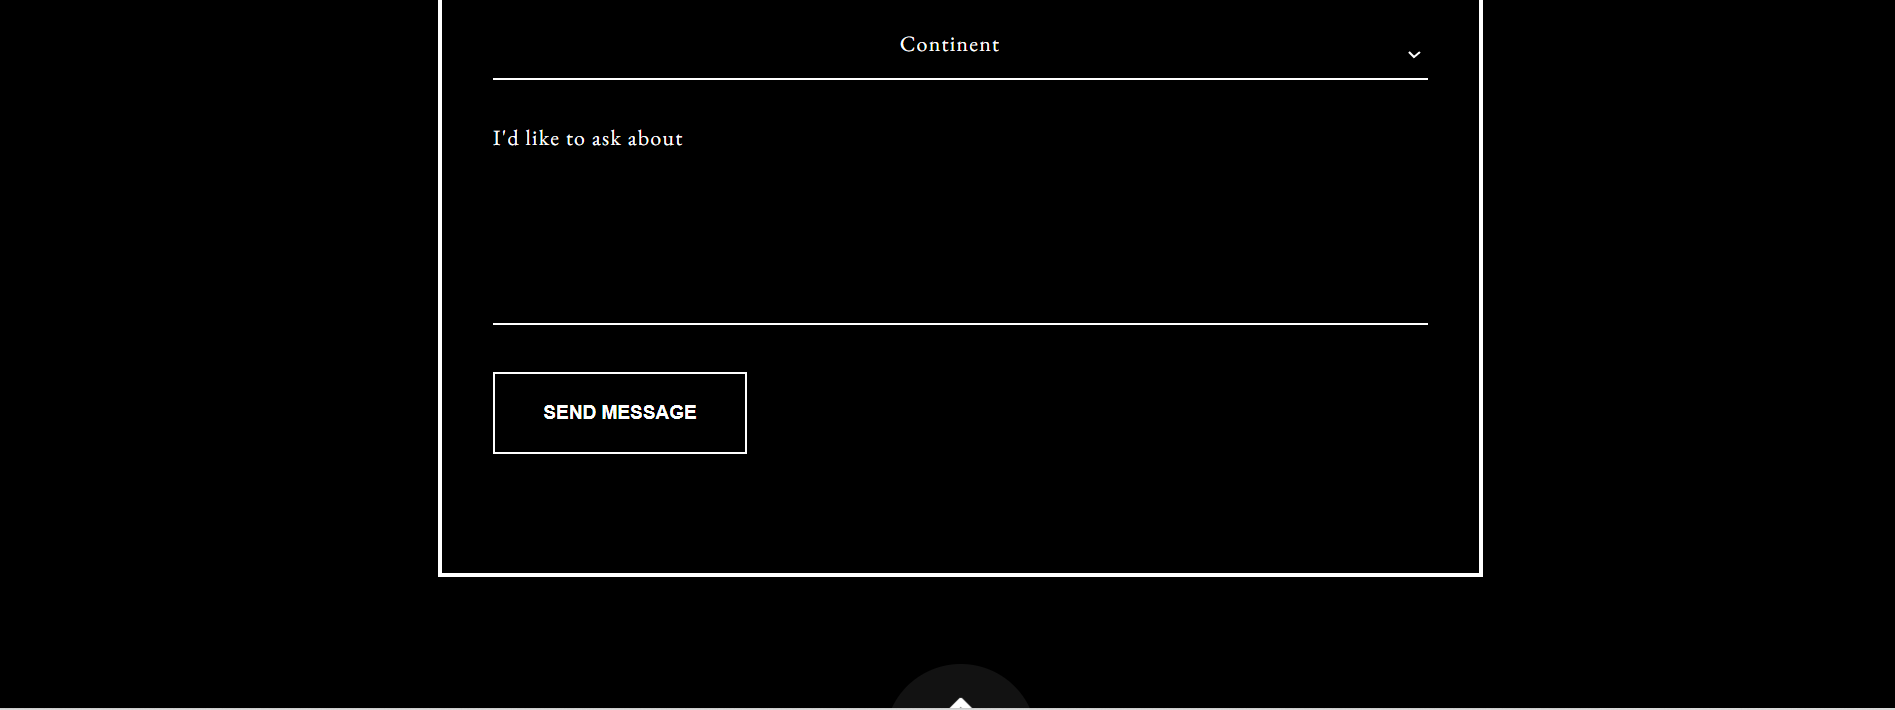 Continent
I'd like to ask about
SEND MESSAGE